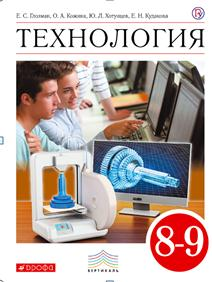 Е. С. Глозман, О. А. Кожина, Ю. Л. Хотунцев, Е. Н. Кудакова
ТЕХНОЛОГИЯ
8-9
ДРОФА
ВЕРТИКАЛЬ